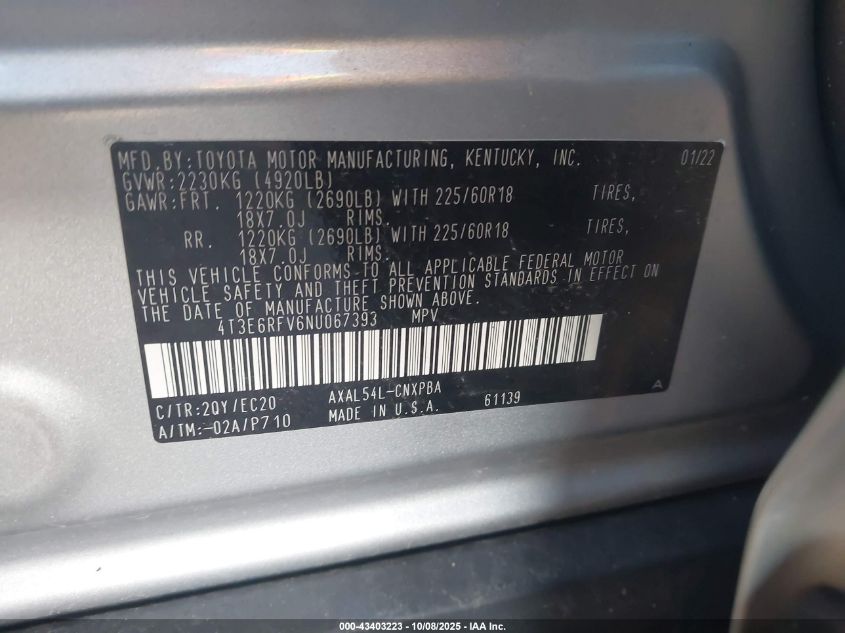 MFD. BY: TOYOTA MOTOR MANUFACTURING, KENTUCKY, INC. 01/22
GVWR: 2230KG (4920LB)
GAWR: FRT. 1220KG (2690LB) WITH 225/60R18 TIRES,
18X7.0J RIMS.
RR. 1220KG (2690LB) WITH 225/60R18 TIRES,
18X7.0J RIMS.
THIS VEHICLE CONFORMS TO ALL APPLICABLE FEDERAL MOTOR
VEHICLE SAFETY AND THEFT PREVENTION STANDARDS IN EFFECT ON
THE DATE OF MANUFACTURE SHOWN ABOVE.
4T3E6RFV6NU067393 MPV
C/TR: 2QY/EC20 AXAL54L-CNXPBA 61139 A
A/TM: -02A/P710 MADE IN U.S.A.
000-43403223 - 10/08/2025 - IAA Inc.